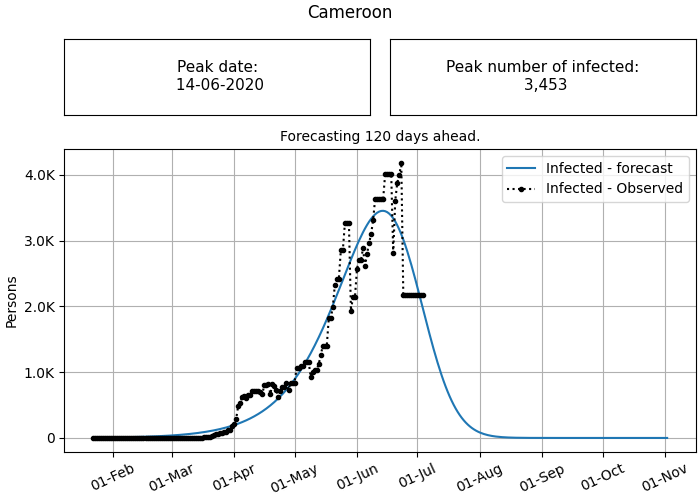 Cameroon
Peak date:
14-06-2020
Peak number of infected:
3,453
Forecasting 120 days ahead.
Infected - forecast
Infected - Observed
Persons
4.0K
3.0K
2.0K
1.0K
0
01-Feb
01-Mar
01-Apr
01-May
01-Jun
01-Jul
01-Aug
01-Sep
01-Oct
01-Nov